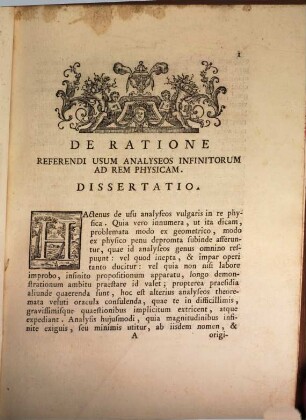 1
DE RATIONE
REFERENDI USUM ANALYSEOS INFINITORUM
AD REM PHYSICAM.
DISSERTATIO.
HActenus de usu analyseos vulgaris in re phy-
sica. Quia vero innumera, ut ita dicam,
problemata modo ex geometrico, modo
ex physico penu depromta subinde afferun-
tur, quae id analyseos genus omnino res-
puunt: vel quod inepta, & impar operi
tanto ducitur: vel quia non nisi labore
improbo, infinito propositionum apparatu, longo demon-
strationum ambitu praestare id valet; propterea praesidia
aliunde quaerenda sunt, hoc est alterius analyseos theore-
mata veluti oracula consulenda, quae te in difficillimis,
gravissimisque quaestionibus implicitum extricent, atque
expediant. Analysis hujusmodi, quia magnitudinibus infi-
nite exiguis, seu minimis utitur, ab iisdem nomen, &
A origi-